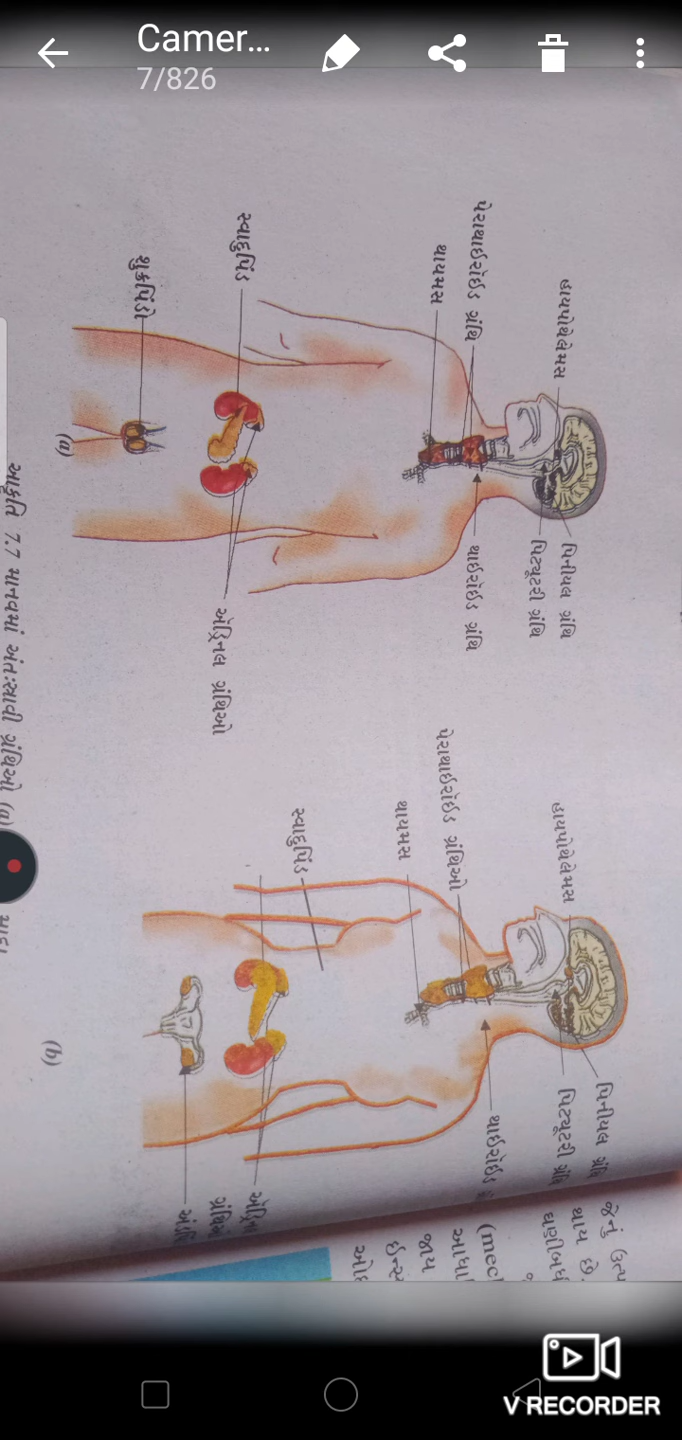 Camer...
7/826
હાયપોથેલેમસ
પેરાથાઇરૉઇડ ગ્રંથિ
થાયમસ
સ્વાદુપિંડ
શુક્રપિંડો
પિનીયલ ગ્રંથિ
પિટ્યૂટરી ગ્રંથિ
થાઇરૉઇડ ગ્રંથિ
એડ્રિનલ ગ્રંથિઓ
(a)
હાયપોથેલેમસ
પેરાથાઇરૉઇડ ગ્રંથિઓ
થાયમસ
સ્વાદુપિંડ
પિનીયલ
પિટ્યૂટરી
થાઇરૉઇડ
(b)
આકૃતિ 7.7 માનવમાં અંતઃસ્રાવી ગ્રંથિઓ (a)
થાય છે.
જાય
V RECORDER